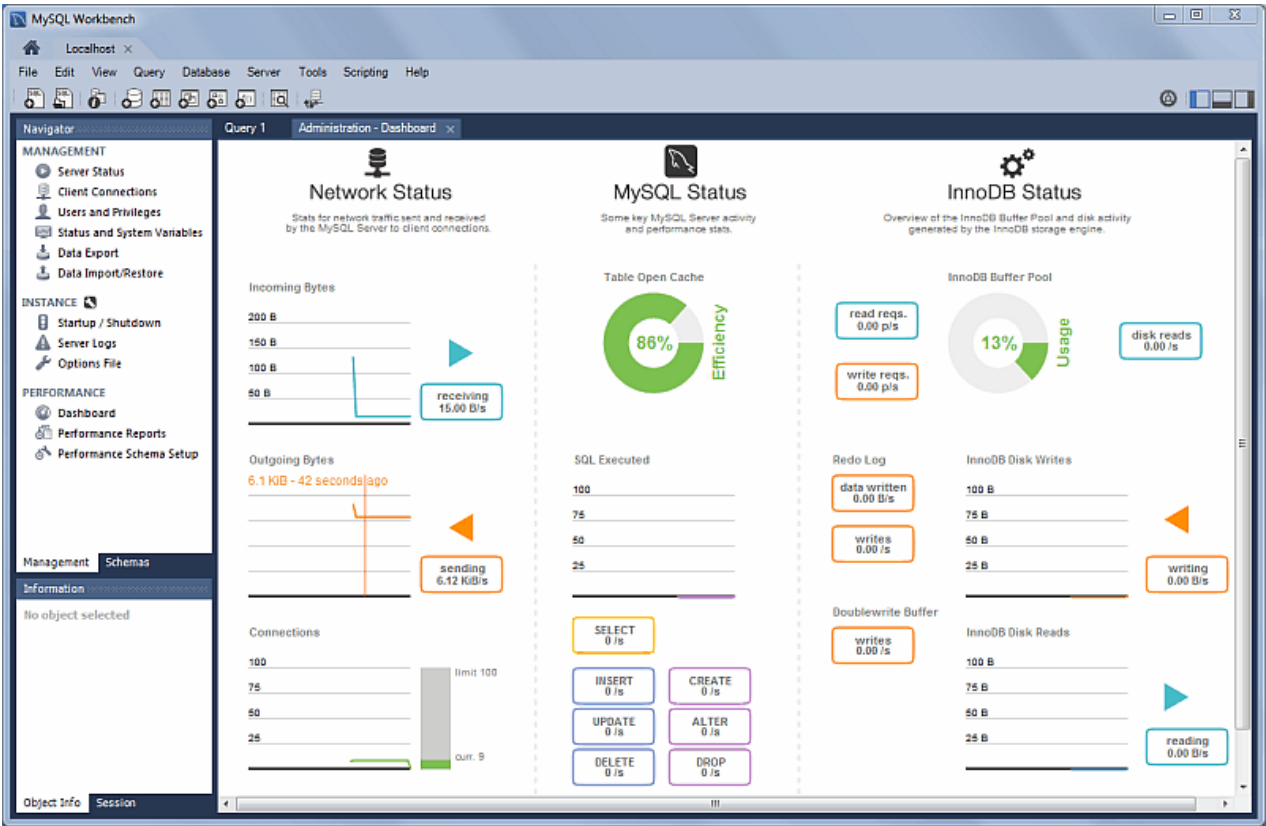 MySQL Workbench
Localhost ×
File Edit View Query Database Server Tools Scripting Help
Navigator
MANAGEMENT
Server Status
Client Connections
Users and Privileges
Status and System Variables
Data Export
Data Import/Restore
INSTANCE
Startup / Shutdown
Server Logs
Options File
PERFORMANCE
Dashboard
Performance Reports
Performance Schema Setup
Management Schemas
Information
No object selected
Object Info Session
Query 1 Administration - Dashboard ×
Network Status
Stats for network traffic sent and received
by the MySQL Server to client connections.
Incoming Bytes
200 B
150 B
100 B
50 B
receiving
15.00 B/s
Outgoing Bytes
6.1 KiB - 42 seconds ago
sending
6.12 KiB/s
Connections
100
75
50
25
limit 100
curr. 9
MySQL Status
Some key MySQL Server activity
and performance stats.
Table Open Cache
86%
Efficiency
SQL Executed
100
75
50
25
SELECT
0 /s
INSERT
0 /s
CREATE
0 /s
UPDATE
0 /s
ALTER
0 /s
DELETE
0 /s
DROP
0 /s
InnoDB Status
Overview of the InnoDB Buffer Pool and disk activity
generated by the InnoDB storage engine.
InnoDB Buffer Pool
read reqs.
0.00 p/s
write reqs.
0.00 p/s
13%
Usage
disk reads
0.00 /s
Redo Log
data written
0.00 B/s
writes
0.00 /s
InnoDB Disk Writes
100 B
75 B
50 B
25 B
writing
0.00 B/s
Doublewrite Buffer
writes
0.00 /s
InnoDB Disk Reads
100 B
75 B
50 B
25 B
reading
0.00 B/s